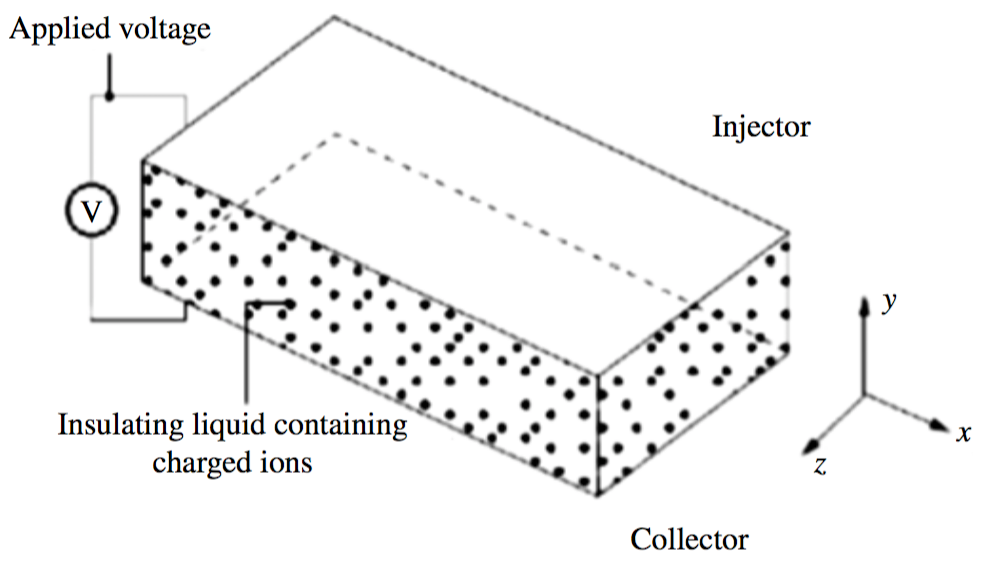 Applied voltage
Injector
V
y
x
z
Insulating liquid containing
charged ions
Collector